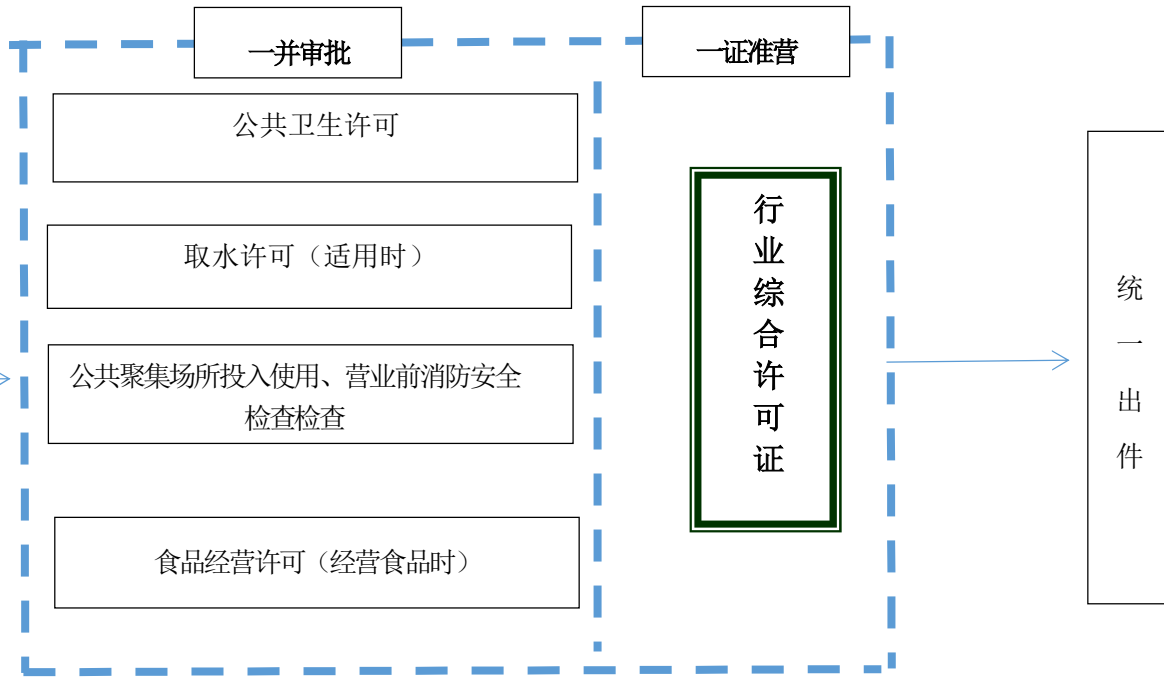 一并审批
一证准营
公共卫生许可
取水许可（适用时）
公共聚集场所投入使用、营业前消防安全
检查检查
食品经营许可（经营食品时）
行业综合许可证
统一出件